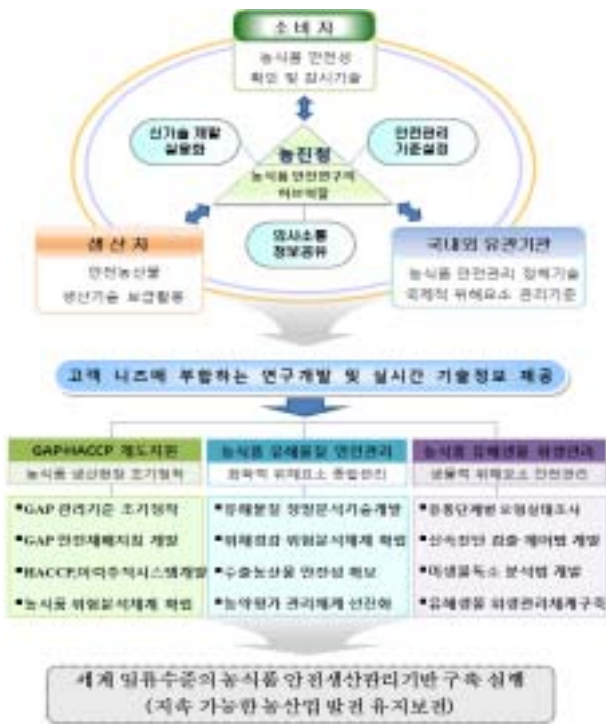 소비자
농식품 안전성
확인 및 감시기술
신기술 개발
실용화
안전관리
기준설정
농진청
농식품 안전연구의
허브역할
의사소통
정보공유
생산자
안전농산물
생산기술 보급활동
국내외 유관기관
농식품 안전관리 정책기술
국제적 위해요소 관리기준
고객 니즈에 부합하는 연구개발 및 실시간 기술정보 제공
GAP·HACCP 제도지원
농식품 생산현장 조기정착
▪GAP 관리기준 조기정착
▪GAP 안전재배지침 개발
▪HACCP,이력추적시스템개발
▪농식품 위험분석체계 확립
농식품 유해물질 안전관리
화학적 위해요소 종합관리
▪유해물질 정밀분석기술개발
▪위해경감 위험분석체계 확립
▪수출농산물 안전성 확보
▪농약평가 관리체계 선진화
농식품 유해생물 위생관리
생물적 위해요소 안전관리
▪유통단계별 오염실태조사
▪신속진단 검출·제어법 개발
▪미생물독소 분석법 개발
▪유해생물 위생관리체계구축
세계 일류수준의 농식품 안전생산관리기반 구축 실행
(지속 가능한 농산업 발전 유지보전)